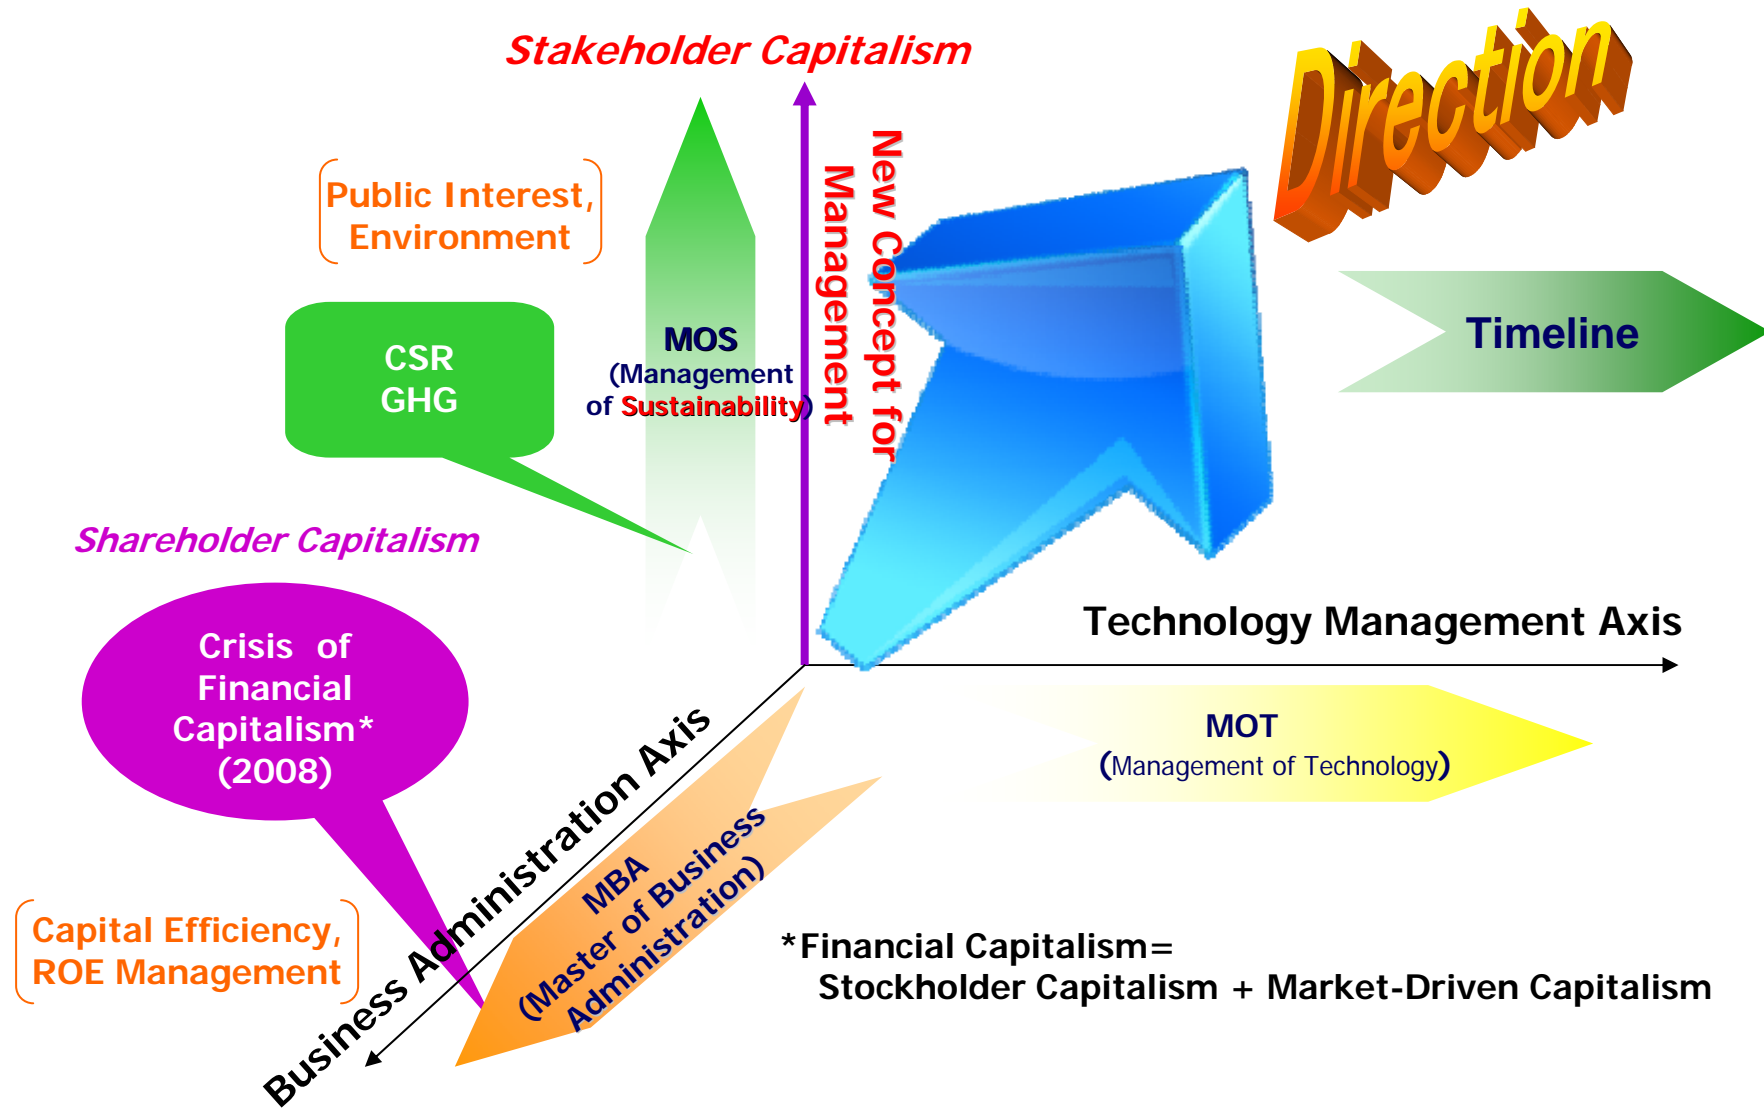 Stakeholder Capitalism
Direction
Public Interest,
Environment
New Concept for
Management
Timeline
CSR
GHG
MOS
(Management
of Sustainability)
Shareholder Capitalism
Crisis of
Financial
Capitalism*
(2008)
Technology Management Axis
MOT
(Management of Technology)
Business Administration Axis
MBA
(Master of Business
Administration)
Capital Efficiency,
ROE Management
*Financial Capitalism=
Stockholder Capitalism + Market-Driven Capitalism